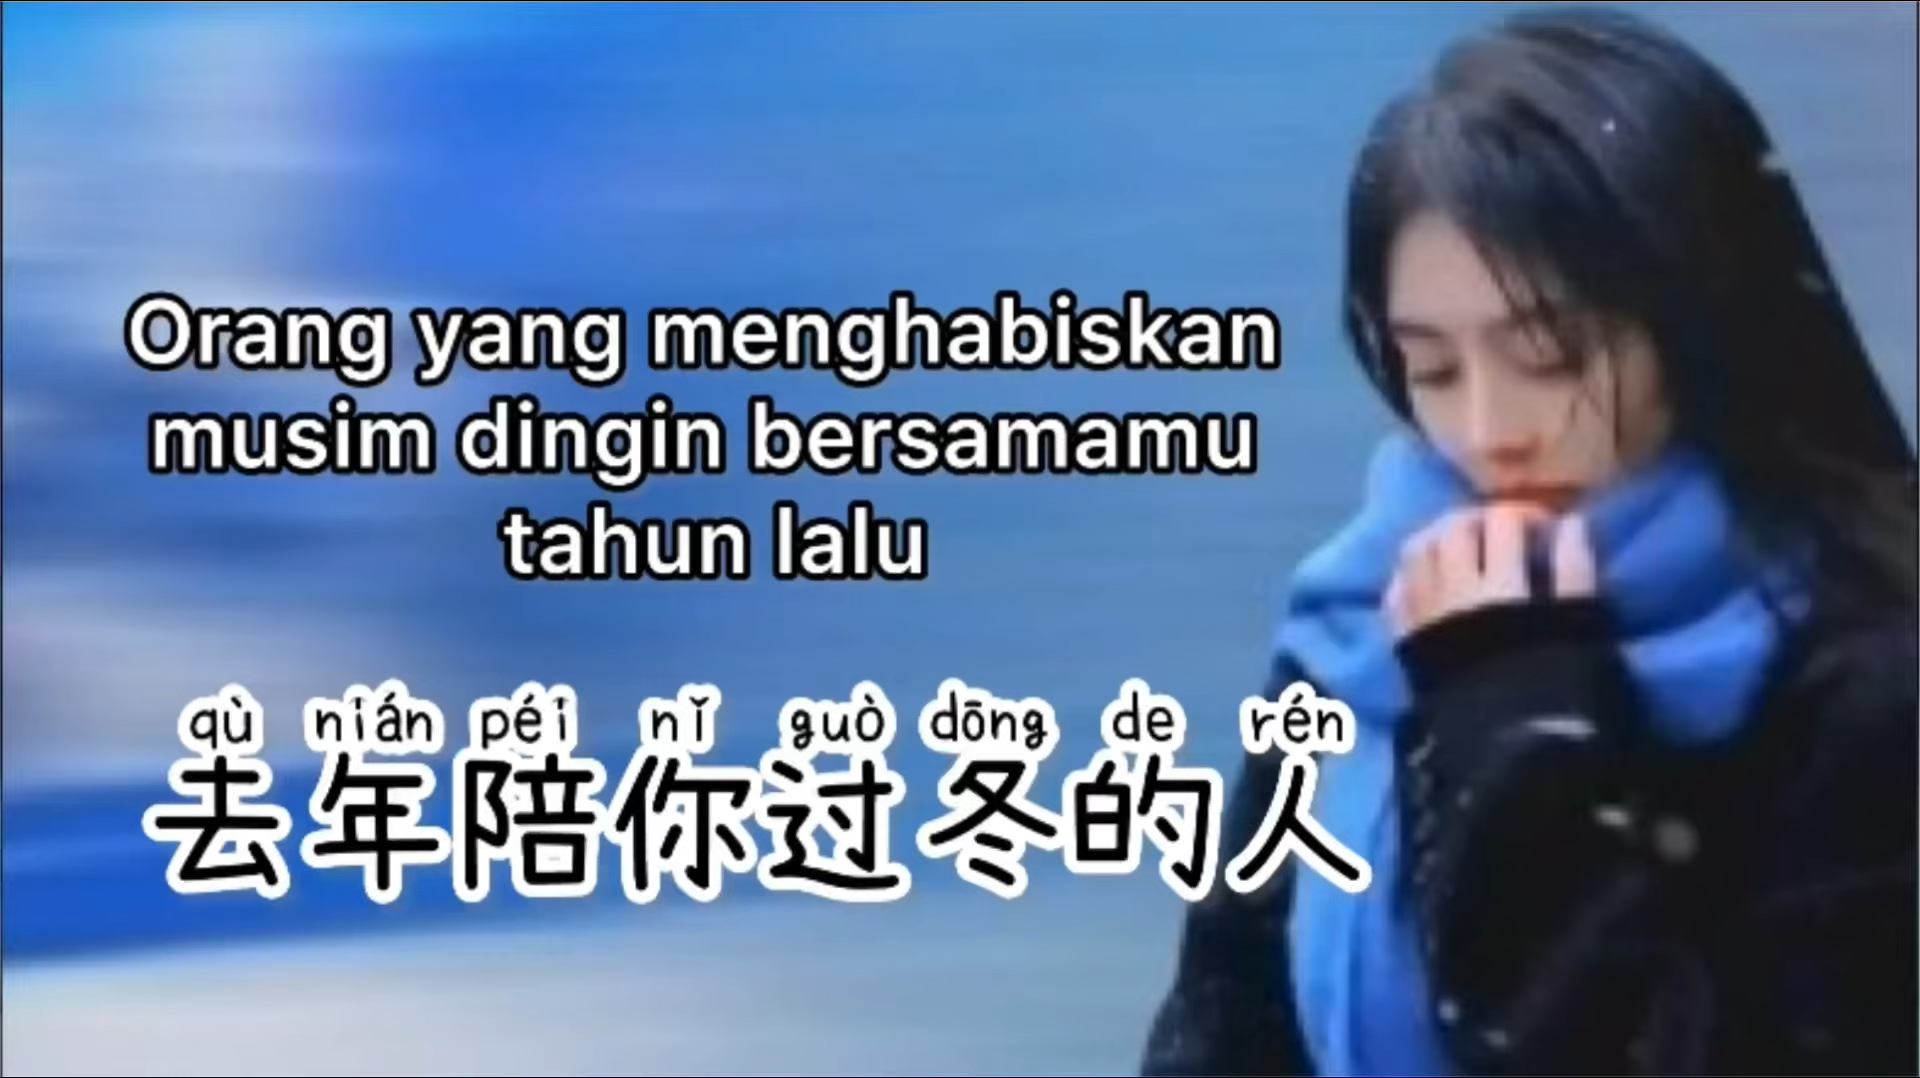 Orang yang menghabiskan
musim dingin bersamamu
tahun lalu
qù nián péi nǐ guò dōng de rén
去年陪你过冬的人